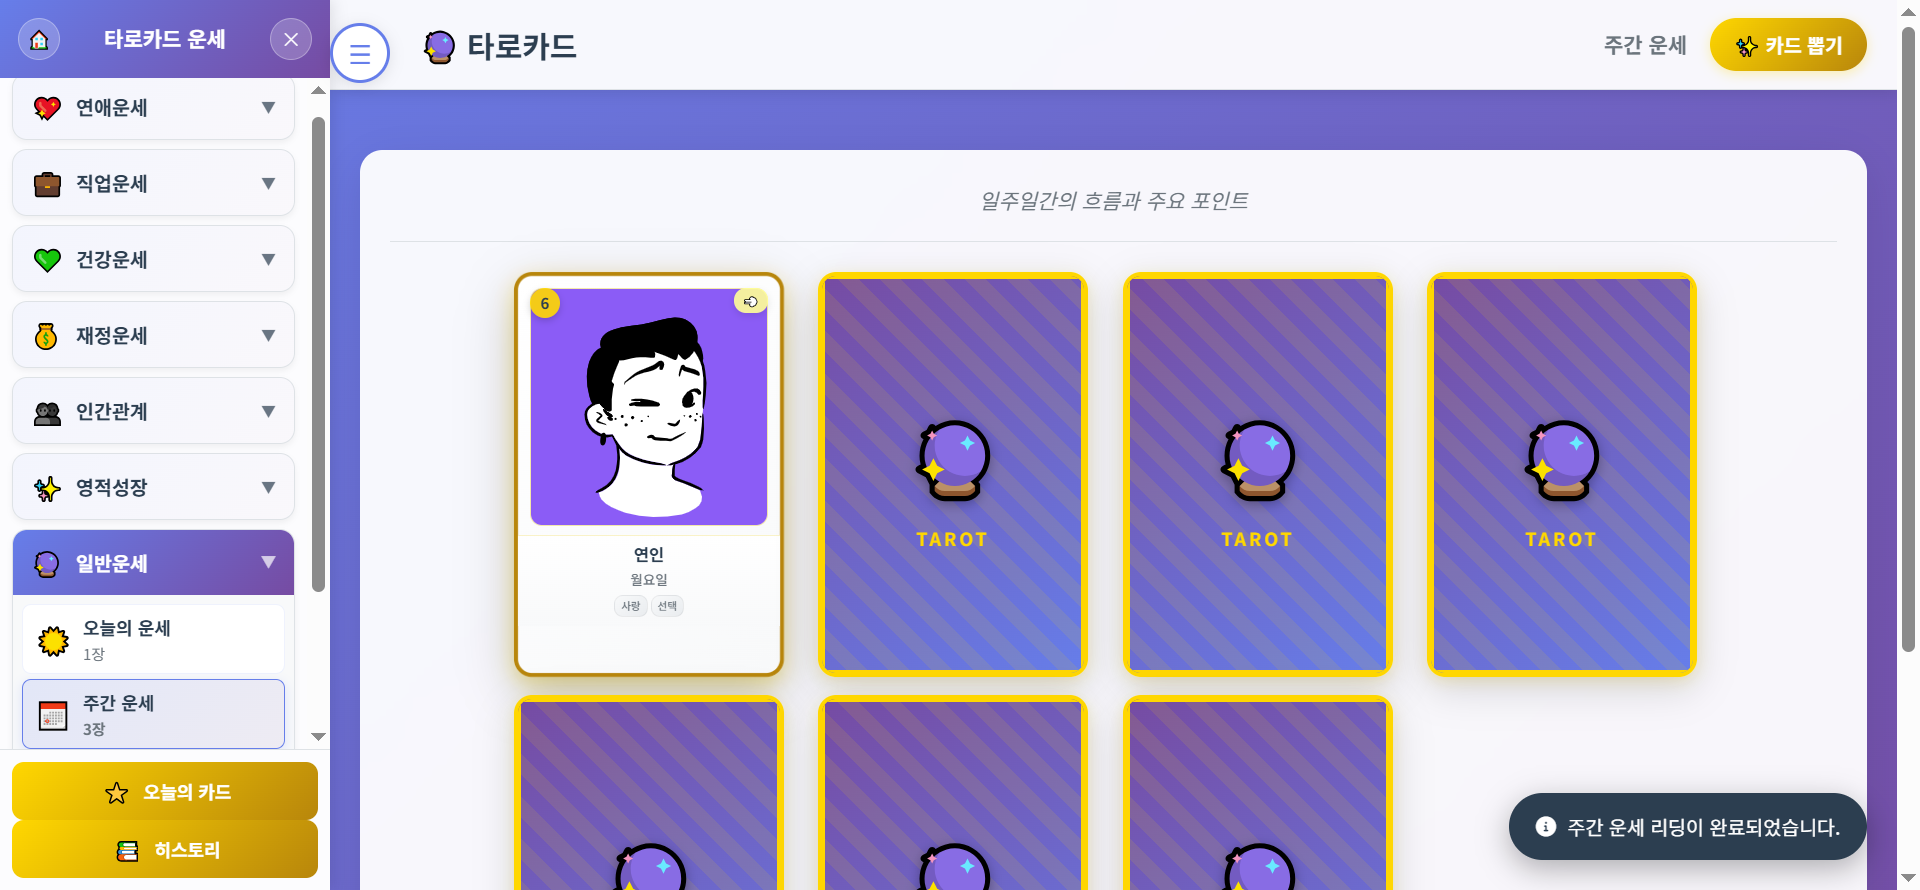 타로카드 운세
연애운세
직업운세
건강운세
재정운세
인간관계
영적성장
일반운세
오늘의 운세
1장
주간 운세
3장
오늘의 카드
히스토리
타로카드
주간 운세
카드 뽑기
일주일간의 흐름과 주요 포인트
6
연인
월요일
사랑 선택
TAROT
TAROT
TAROT
주간 운세 리딩이 완료되었습니다.